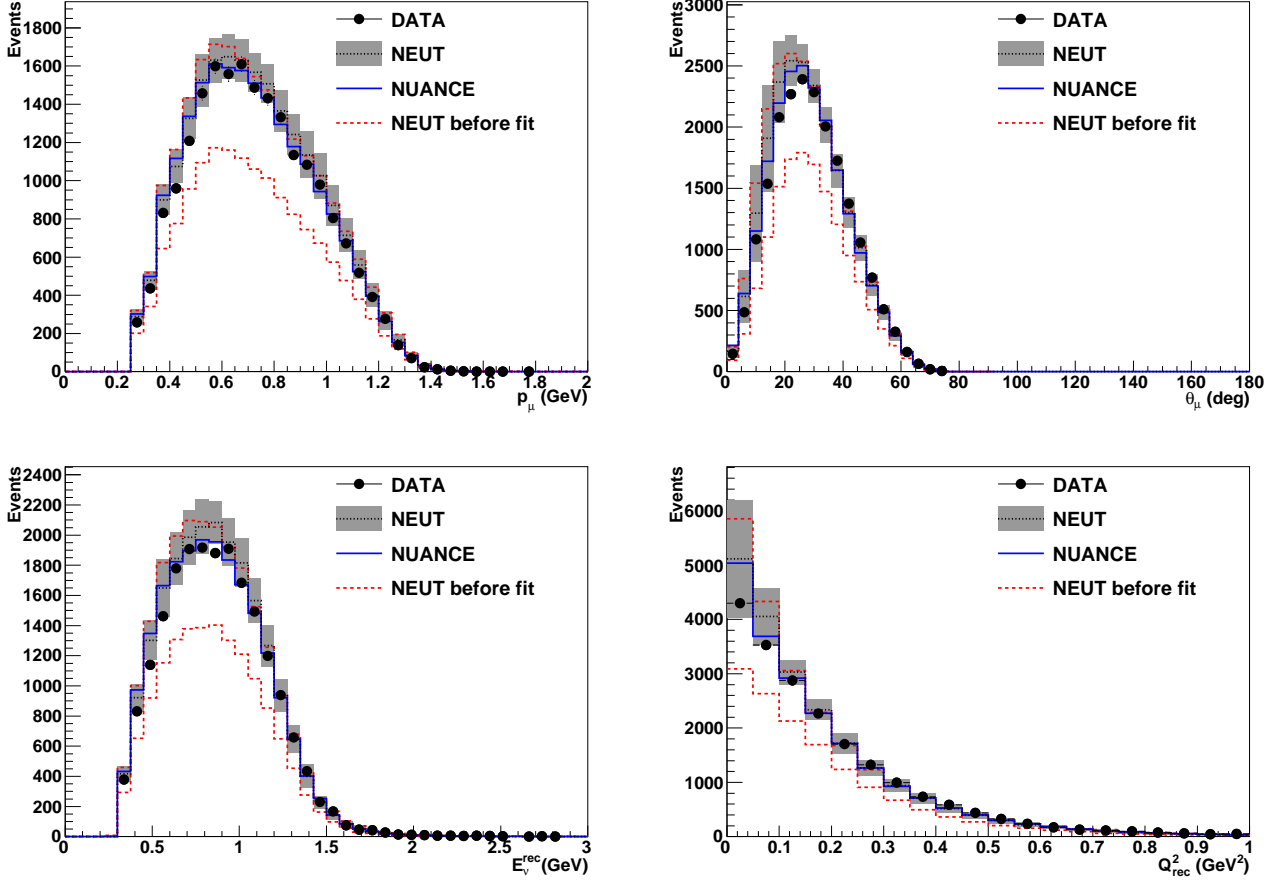 Events
1800
1600
1400
1200
1000
800
600
400
200
0
0 0.2 0.4 0.6 0.8 1 1.2 1.4 1.6 1.8 2
p_μ (GeV)
DATA
NEUT
NUANCE
NEUT before fit
Events
3000
2500
2000
1500
1000
500
0
0 20 40 60 80 100 120 140 160 180
θ_μ (deg)
DATA
NEUT
NUANCE
NEUT before fit
Events
2400
2200
2000
1800
1600
1400
1200
1000
800
600
400
200
0
0 0.5 1 1.5 2 2.5 3
E_ν^rec (GeV)
DATA
NEUT
NUANCE
NEUT before fit
Events
6000
5000
4000
3000
2000
1000
0
0 0.1 0.2 0.3 0.4 0.5 0.6 0.7 0.8 0.9 1
Q²_rec (GeV²)
DATA
NEUT
NUANCE
NEUT before fit